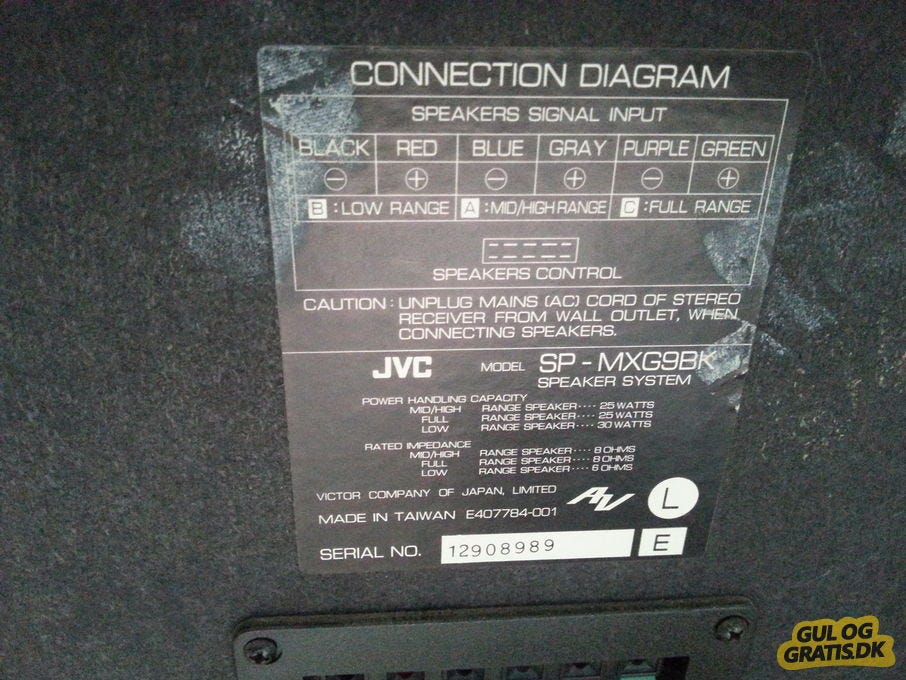 CONNECTION DIAGRAM
SPEAKERS SIGNAL INPUT
BLACK RED BLUE GRAY PURPLE GREEN
⊖ ⊕ ⊖ ⊕ ⊖ ⊕
B :LOW RANGE A :MID/HIGH RANGE C :FULL RANGE
SPEAKERS CONTROL
CAUTION : UNPLUG MAINS (AC) CORD OF STEREO
RECEIVER FROM WALL OUTLET, WHEN
CONNECTING SPEAKERS.
JVC MODEL SP - MXG9BK
SPEAKER SYSTEM
POWER HANDLING CAPACITY
MID/HIGH RANGE SPEAKER ···· 25 WATTS
FULL RANGE SPEAKER ···· 25 WATTS
LOW RANGE SPEAKER ···· 30 WATTS
RATED IMPEDANCE
MID/HIGH RANGE SPEAKER ···· 8 OHMS
FULL RANGE SPEAKER ···· 8 OHMS
LOW RANGE SPEAKER ···· 6 OHMS
VICTOR COMPANY OF JAPAN, LIMITED AV L
MADE IN TAIWAN E407784-001
SERIAL NO. 12908989 E
GUL OG
GRATIS.DK